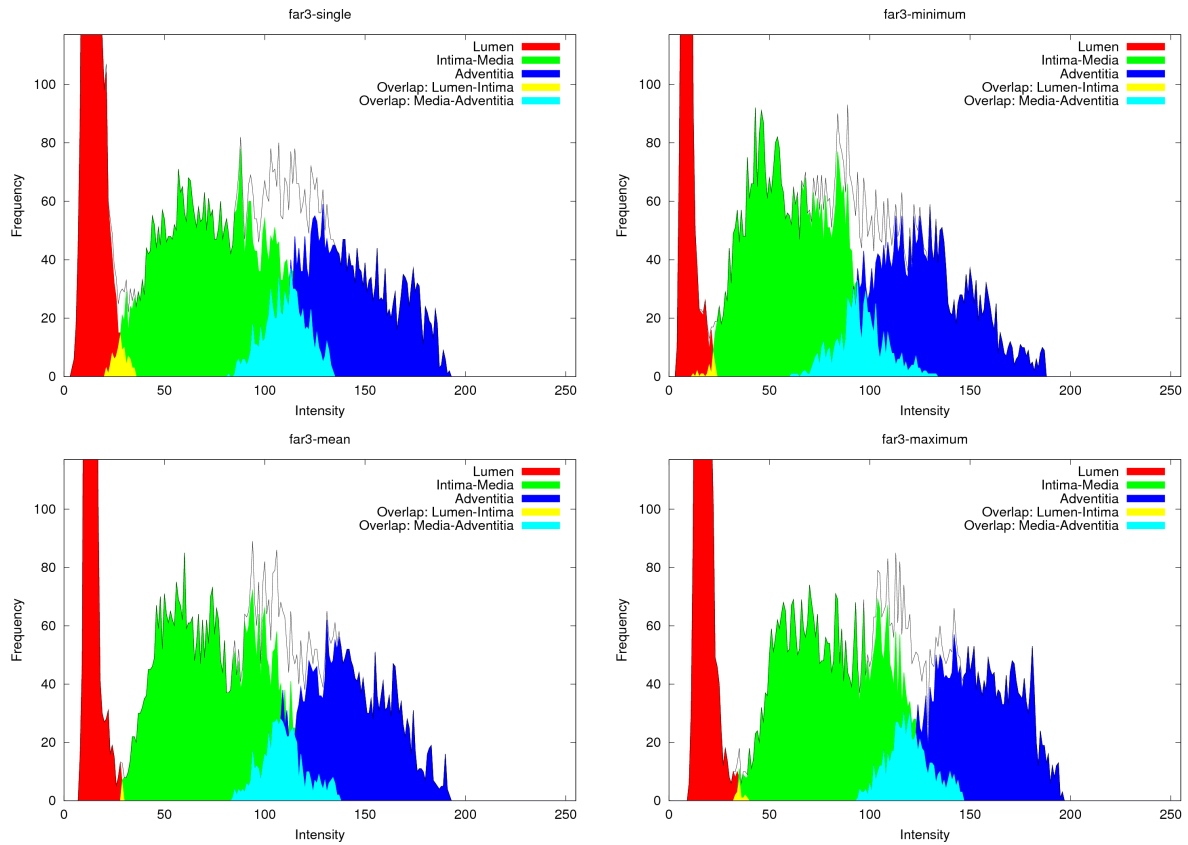 far3-single
Lumen
Intima-Media
Adventitia
Overlap: Lumen-Intima
Overlap: Media-Adventitia
Frequency
100
80
60
40
20
0
0 50 100 150 200 250
Intensity
far3-minimum
Lumen
Intima-Media
Adventitia
Overlap: Lumen-Intima
Overlap: Media-Adventitia
Frequency
100
80
60
40
20
0
0 50 100 150 200 250
Intensity
far3-mean
Lumen
Intima-Media
Adventitia
Overlap: Lumen-Intima
Overlap: Media-Adventitia
Frequency
100
80
60
40
20
0
0 50 100 150 200 250
Intensity
far3-maximum
Lumen
Intima-Media
Adventitia
Overlap: Lumen-Intima
Overlap: Media-Adventitia
Frequency
100
80
60
40
20
0
0 50 100 150 200 250
Intensity